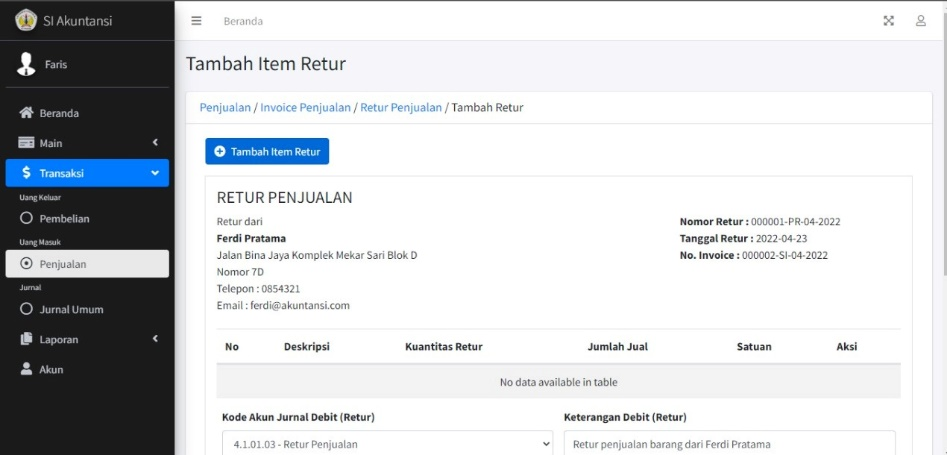 SI Akuntansi
Faris
Beranda
Main
Transaksi
Uang Keluar
Pembelian
Uang Masuk
Penjualan
Jurnal
Jurnal Umum
Laporan
Akun
Beranda
Tambah Item Retur
Penjualan / Invoice Penjualan / Retur Penjualan / Tambah Retur
Tambah Item Retur
RETUR PENJUALAN
Retur dari
Ferdi Pratama
Jalan Bina Jaya Komplek Mekar Sari Blok D
Nomor 7D
Telepon : 0854321
Email : ferdi@akuntansi.com
Nomor Retur : 000001-PR-04-2022
Tanggal Retur : 2022-04-23
No. Invoice : 000002-SI-04-2022
No Deskripsi Kuantitas Retur Jumlah Jual Satuan Aksi
No data available in table
Kode Akun Jurnal Debit (Retur) Keterangan Debit (Retur)
4.1.01.03 - Retur Penjualan Retur penjualan barang dari Ferdi Pratama